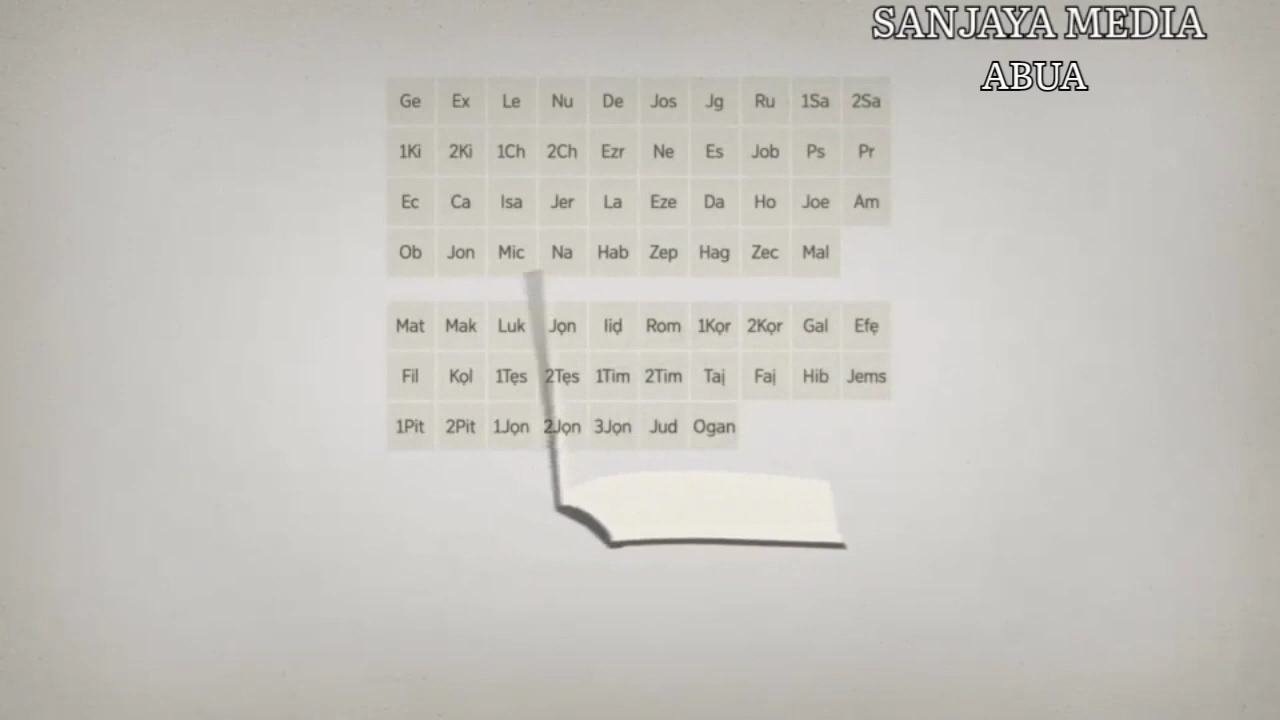 SANJAYA MEDIA
ABUA
Ge Ex Le Nu De Jos Jg Ru 1Sa 2Sa
1Ki 2Ki 1Ch 2Ch Ezr Ne Es Job Ps Pr
Ec Ca Isa Jer La Eze Da Ho Joe Am
Ob Jon Mic Na Hab Zep Hag Zec Mal
Mat Mak Luk Jọn Iiḍ Rom 1Kọr 2Kọr Gal Efẹ
Fil Kọl 1Tẹs 2Tẹs 1Tim 2Tim Taị Faị Hib Jems
1Pit 2Pit 1Jọn 2Jọn 3Jọn Jud Ogan